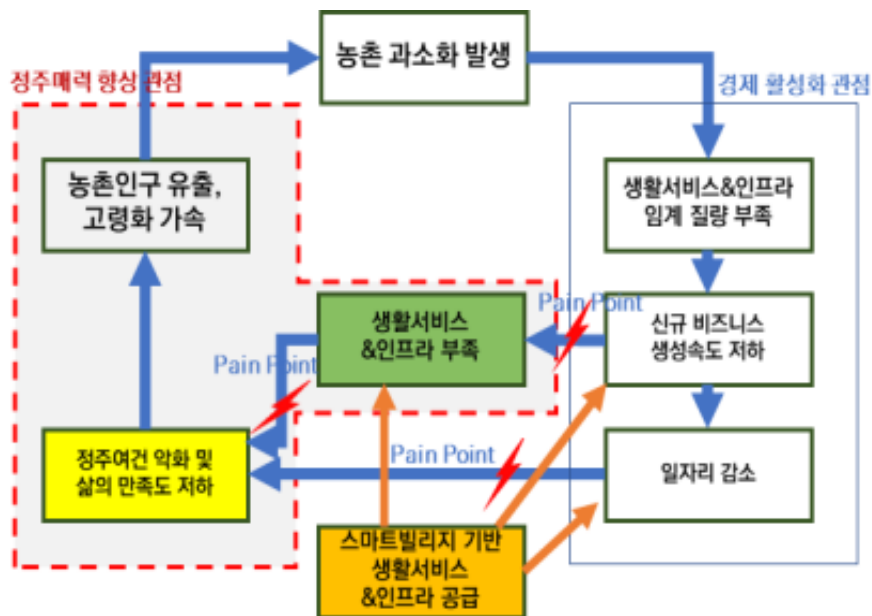 농촌 과소화 발생
정주매력 향상 관점
경제 활성화 관점
농촌인구 유출,
고령화 가속
생활서비스&인프라
임계 질량 부족
Pain Point
생활서비스
&인프라 부족
신규 비즈니스
생성속도 저하
Pain Point
정주여건 악화 및
삶의 만족도 저하
Pain Point
일자리 감소
스마트빌리지 기반
생활서비스
&인프라 공급